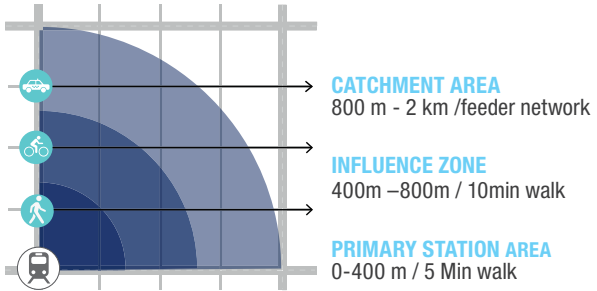 CATCHMENT AREA
800 m - 2 km /feeder network
INFLUENCE ZONE
400m –800m / 10min walk
PRIMARY STATION AREA
0-400 m / 5 Min walk